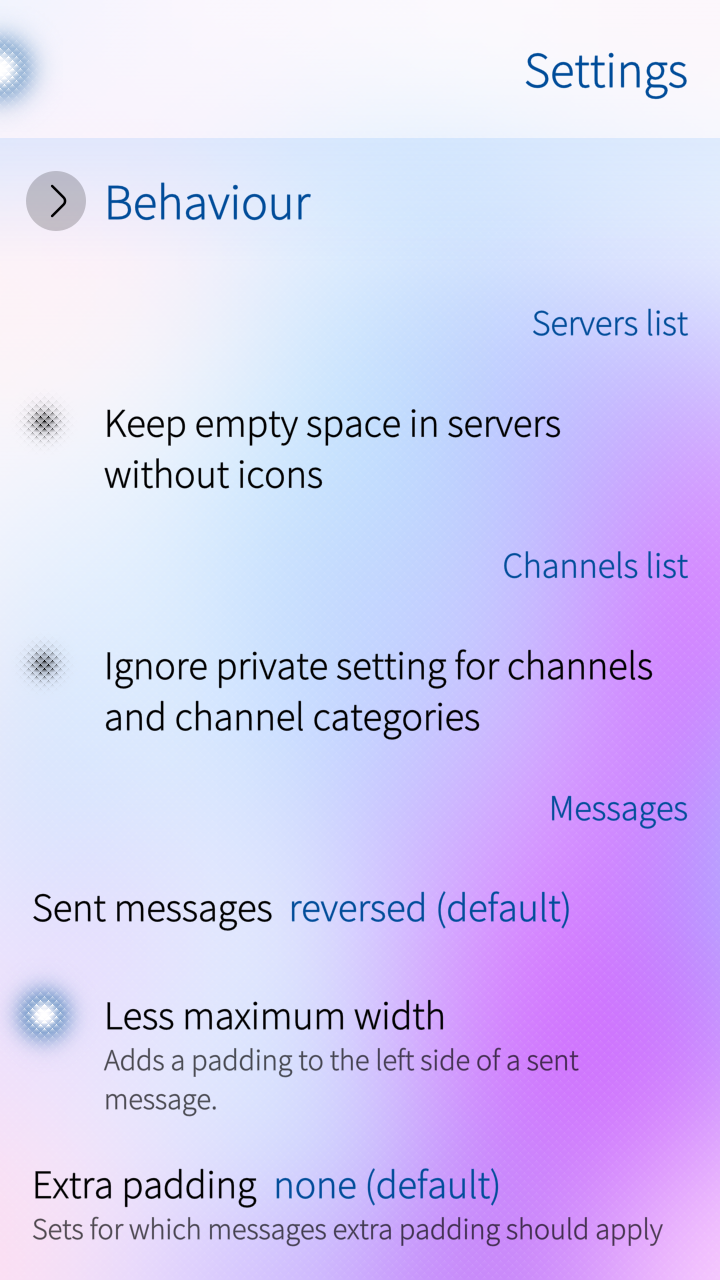 Settings
Behaviour
Servers list
Keep empty space in servers
without icons
Channels list
Ignore private setting for channels
and channel categories
Messages
Sent messages reversed (default)
Less maximum width
Adds a padding to the left side of a sent
message.
Extra padding none (default)
Sets for which messages extra padding should apply